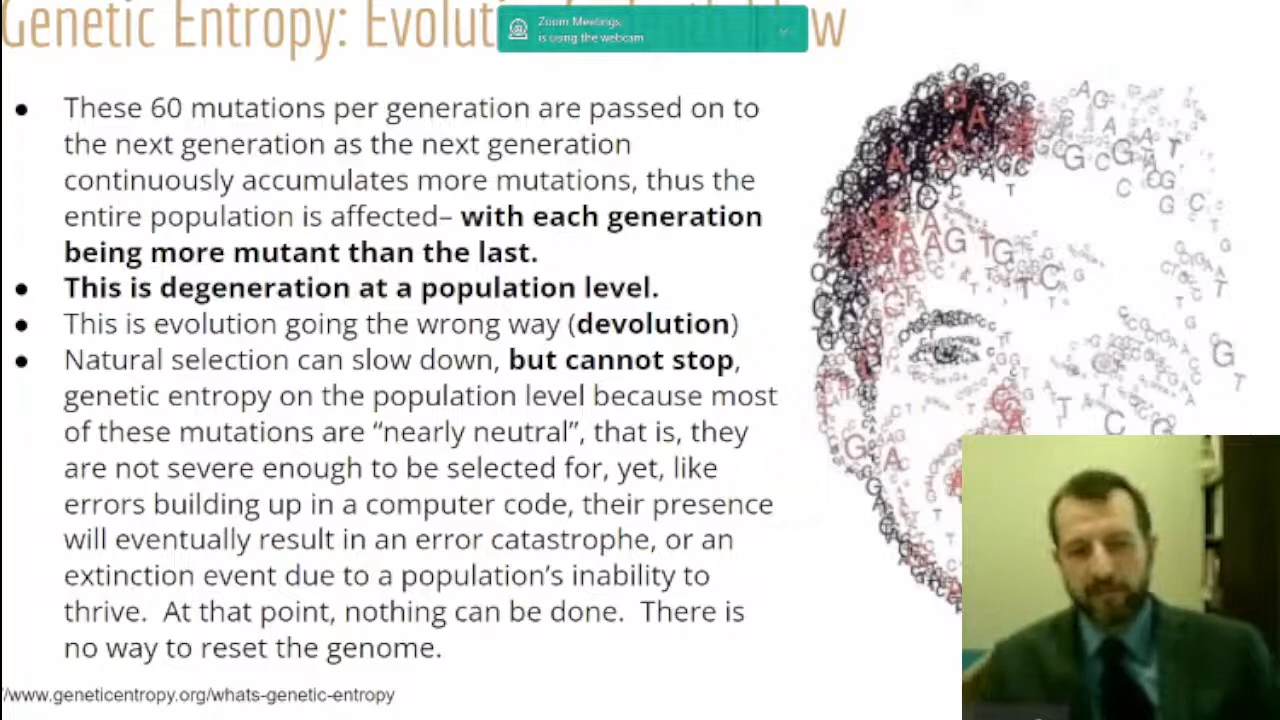 Genetic Entropy:
Zoom Meetings
is using the webcam
● These 60 mutations per generation are passed on to
the next generation as the next generation
continuously accumulates more mutations, thus the
entire population is affected– with each generation
being more mutant than the last.
● This is degeneration at a population level.
● This is evolution going the wrong way (devolution)
● Natural selection can slow down, but cannot stop,
genetic entropy on the population level because most
of these mutations are “nearly neutral”, that is, they
are not severe enough to be selected for, yet, like
errors building up in a computer code, their presence
will eventually result in an error catastrophe, or an
extinction event due to a population’s inability to
thrive. At that point, nothing can be done. There is
no way to reset the genome.
/www.geneticentropy.org/whats-genetic-entropy